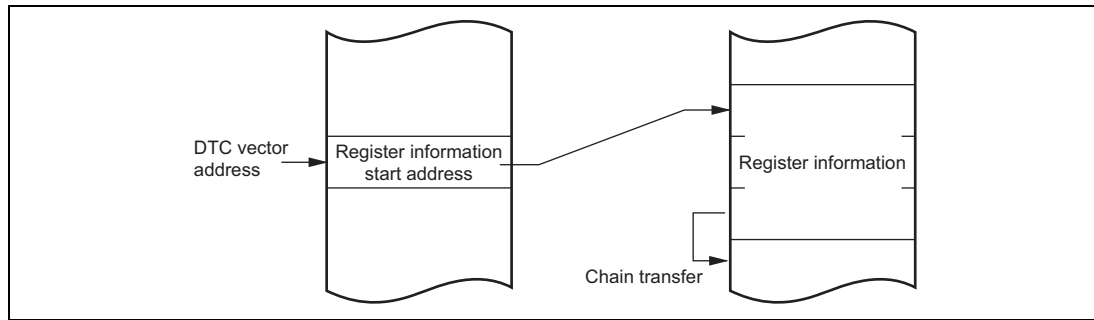 DTC vector
address
Register information
start address
Register information
Chain transfer